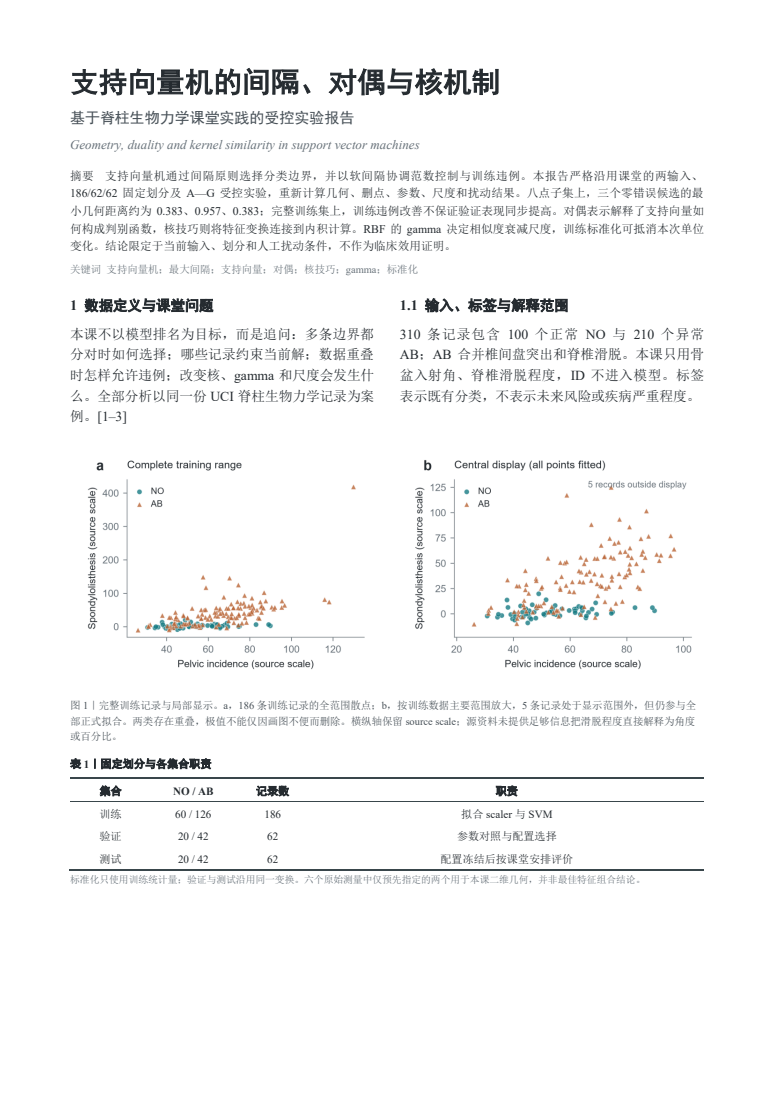 支持向量机的间隔、对偶与核机制
基于脊柱生物力学课堂实践的受控实验报告
Geometry, duality and kernel similarity in support vector machines
摘要 支持向量机通过间隔原则选择分类边界，并以软间隔协调范数控制与训练违例。本报告严格沿用课堂的两输入、
186/62/62 固定划分及 A—G 受控实验，重新计算几何、删点、参数、尺度和扰动结果。八点子集上，三个零错误候选的最
小几何距离约为 0.383、0.957、0.383；完整训练集上，训练违例改善不保证验证表现同步提高。对偶表示解释了支持向量如
何构成判别函数，核技巧则将特征变换连接到内积计算。RBF 的 gamma 决定相似度衰减尺度，训练标准化可抵消本次单位
变化。结论限定于当前输入、划分和人工扰动条件，不作为临床效用证明。
关键词 支持向量机；最大间隔；支持向量；对偶；核技巧；gamma；标准化
1 数据定义与课堂问题
本课不以模型排名为目标，而是追问：多条边界都
分对时如何选择；哪些记录约束当前解；数据重叠
时怎样允许违例；改变核、gamma 和尺度会发生什
么。全部分析以同一份 UCI 脊柱生物力学记录为案
例。[1–3]
1.1 输入、标签与解释范围
310 条记录包含 100 个正常 NO 与 210 个异常
AB；AB 合并椎间盘突出和脊椎滑脱。本课只用骨
盆入射角、脊椎滑脱程度，ID 不进入模型。标签
表示既有分类，不表示未来风险或疾病严重程度。
a Complete training range
NO
AB
Spondylolisthesis (source scale)
400
300
200
100
0
40 60 80 100 120
Pelvic incidence (source scale)
b Central display (all points fitted)
5 records outside display
NO
AB
Spondylolisthesis (source scale)
125
100
75
50
25
0
20 40 60 80 100
Pelvic incidence (source scale)
图 1｜完整训练记录与局部显示。a，186 条训练记录的全范围散点；b，按训练数据主要范围放大，5 条记录处于显示范围外，但仍参与全
部正式拟合。两类存在重叠，极值不能仅因画图不便而删除。横纵轴保留 source scale；源资料未提供足够信息把滑脱程度直接解释为角度
或百分比。
表 1｜固定划分与各集合职责
集合 NO / AB 记录数 职责
训练 60 / 126 186 拟合 scaler 与 SVM
验证 20 / 42 62 参数对照与配置选择
测试 20 / 42 62 配置冻结后按课堂安排评价
标准化只使用训练统计量；验证与测试沿用同一变换。六个原始测量中仅预先指定的两个用于本课二维几何，并非最佳特征组合结论。